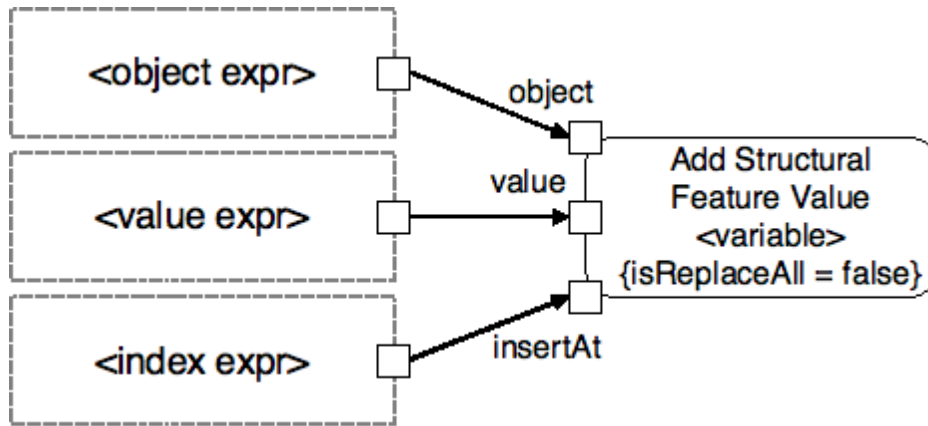 <object expr>
object
<value expr>
value
Add Structural
Feature Value
<variable>
{isReplaceAll = false}
<index expr>
insertAt